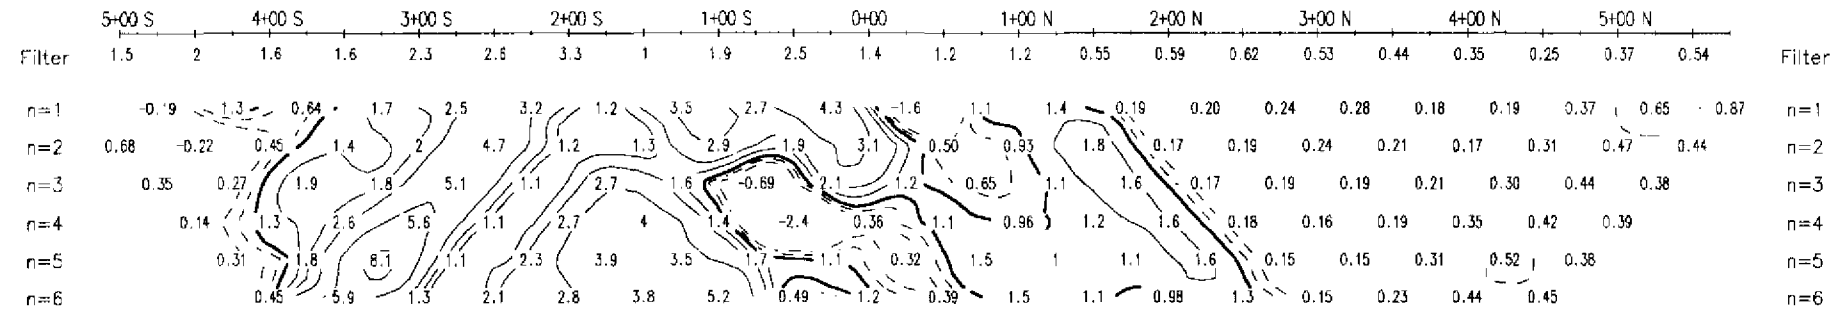 5+00 S 4+00 S 3+00 S 2+00 S 1+00 S 0+00 1+00 N 2+00 N 3+00 N 4+00 N 5+00 N
Filter 1.5 2 1.6 1.6 2.3 2.6 3.3 1 1.9 2.5 1.4 1.2 1.2 0.55 0.59 0.62 0.53 0.44 0.35 0.25 0.37 0.54 Filter
n=1 -0.19 1.3 0.64 1.7 2.5 3.2 1.2 3.3 2.7 4.3 -1.6 1.1 1.4 0.19 0.20 0.24 0.28 0.18 0.19 0.37 0.65 0.87 n=1
n=2 0.68 -0.22 0.45 1.4 2 4.7 1.2 1.3 2.9 1.9 3.1 0.50 0.93 1.8 0.17 0.19 0.24 0.21 0.17 0.31 0.47 0.44 n=2
n=3 0.35 0.27 1.9 1.8 5.1 1.1 2.7 1.6 -0.69 2.1 1.2 0.65 1.1 1.6 0.17 0.19 0.19 0.21 0.30 0.44 0.38 n=3
n=4 0.14 1.3 2.6 5.6 1.1 2.7 4 1.4 -2.4 0.36 1.1 0.96 1.2 1.6 0.18 0.16 0.19 0.35 0.42 0.39 n=4
n=5 0.31 1.8 8.1 1.1 2.3 3.9 3.5 1.7 1.1 0.32 1.5 1 1.1 1.6 0.15 0.15 0.31 0.52 0.38 n=5
n=6 0.45 5.9 1.3 2.1 2.8 3.8 5.2 0.49 1.2 0.39 1.5 1.1 0.98 1.3 0.15 0.23 0.44 0.45 n=6